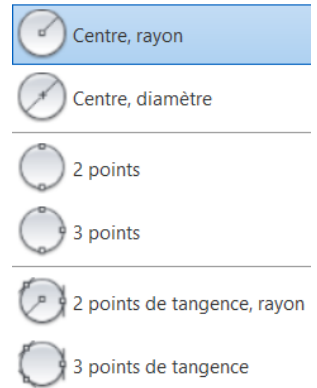 Centre, rayon
Centre, diamètre
2 points
3 points
2 points de tangence, rayon
3 points de tangence